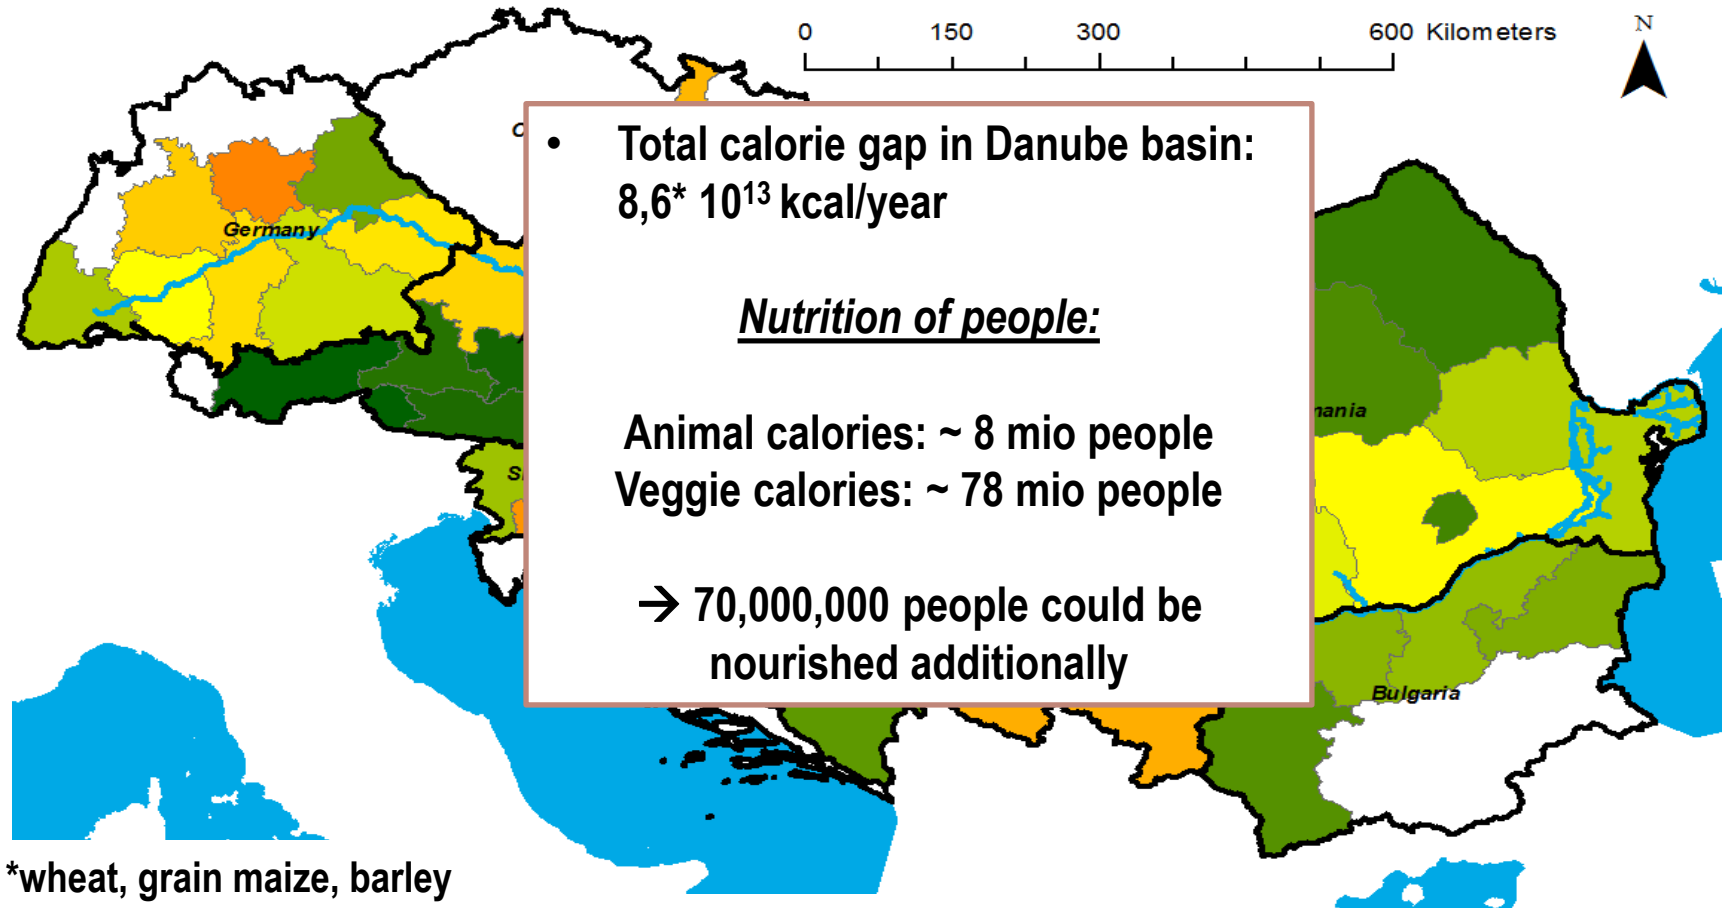 0 150 300 600 Kilometers
N
• Total calorie gap in Danube basin:
8,6* 10¹³ kcal/year
Germany
Nutrition of people:
Animal calories: ~ 8 mio people
Veggie calories: ~ 78 mio people
→ 70,000,000 people could be
nourished additionally
Bulgaria
*wheat, grain maize, barley